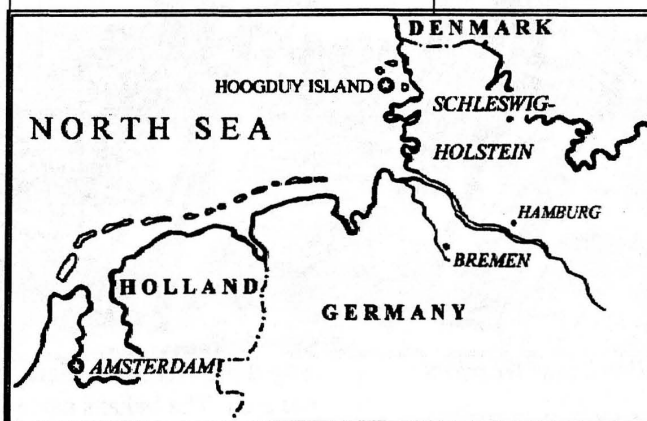 DENMARK
HOOGDUY ISLAND
SCHLESWIG-
NORTH SEA
HOLSTEIN
HAMBURG
BREMEN
HOLLAND
GERMANY
AMSTERDAM